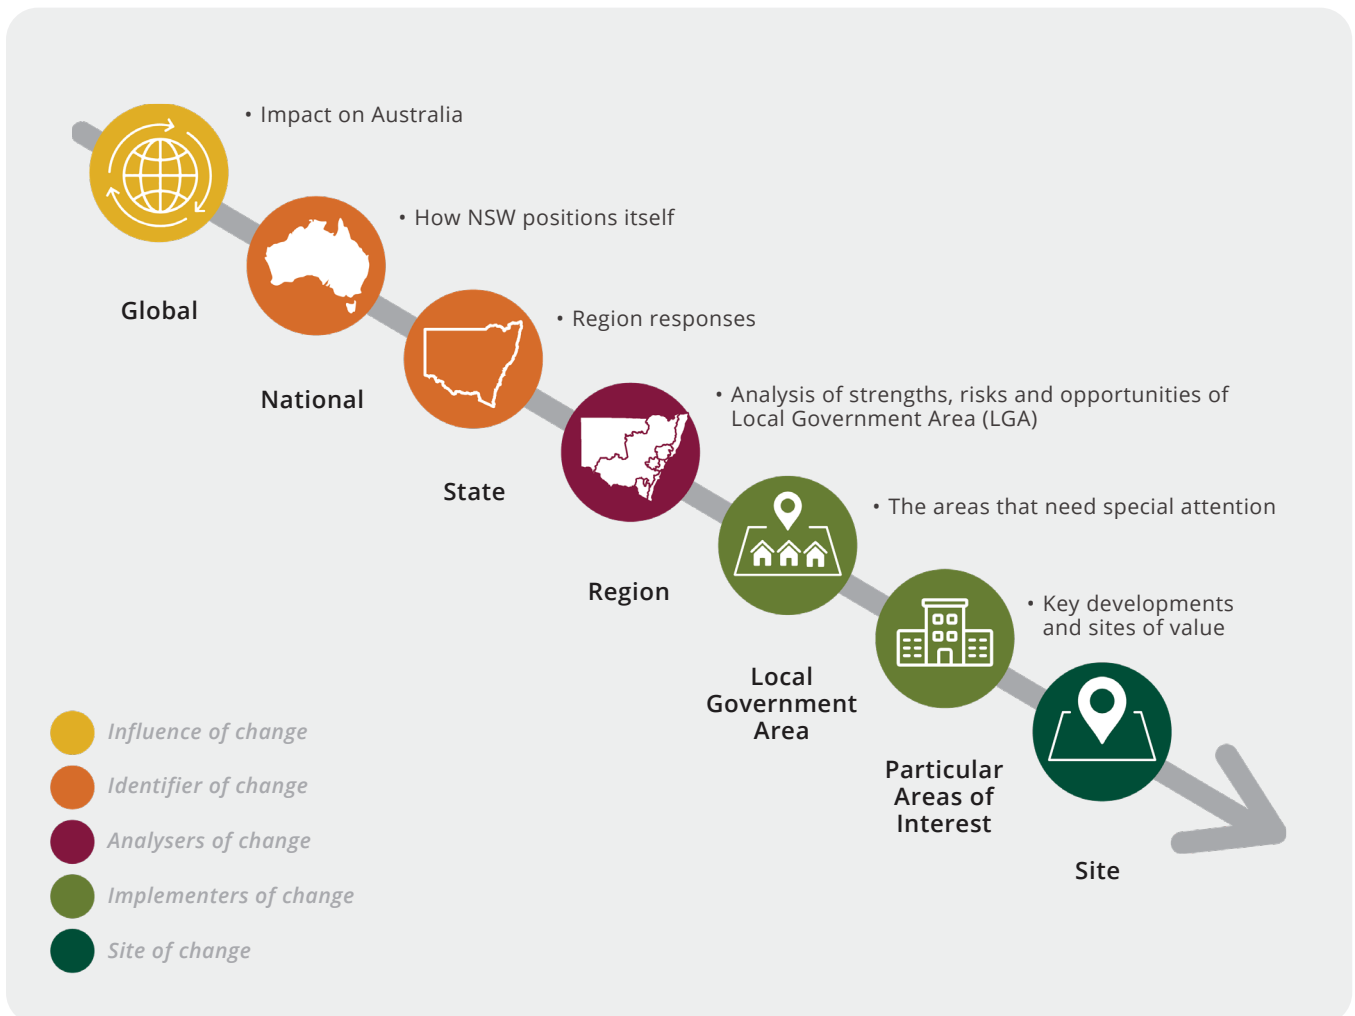 • Impact on Australia
Global
• How NSW positions itself
National
• Region responses
State
• Analysis of strengths, risks and opportunities of
Local Government Area (LGA)
Region
• The areas that need special attention
Local
Government
Area
• Key developments
and sites of value
Particular
Areas of
Interest
Site
Influence of change
Identifier of change
Analysers of change
Implementers of change
Site of change